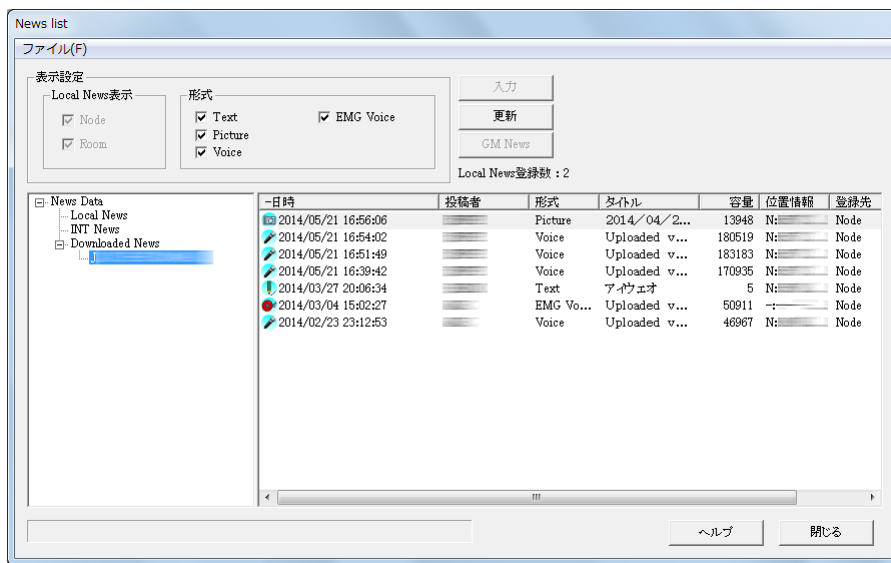 News list
ファイル(F)
表示設定
Local News表示
Node
Room
形式
Text
EMG Voice
Picture
Voice
入力
更新
GM News
Local News登録数：2
News Data
Local News
INT News
Downloaded News
J
-日時 投稿者 形式 タイトル 容量 位置情報 登録先
2014/05/21 16:56:06 Picture 2014／04／2... 13948 N: Node
2014/05/21 16:54:02 Voice Uploaded v... 180519 N: Node
2014/05/21 16:51:49 Voice Uploaded v... 183183 N: Node
2014/05/21 16:39:42 Voice Uploaded v... 170935 N: Node
2014/03/27 20:06:34 Text アイウエオ 5 N: Node
2014/03/04 15:02:27 EMG Vo... Uploaded v... 50911 Node
2014/02/23 23:12:53 Voice Uploaded v... 46967 N: Node
ヘルプ
閉じる